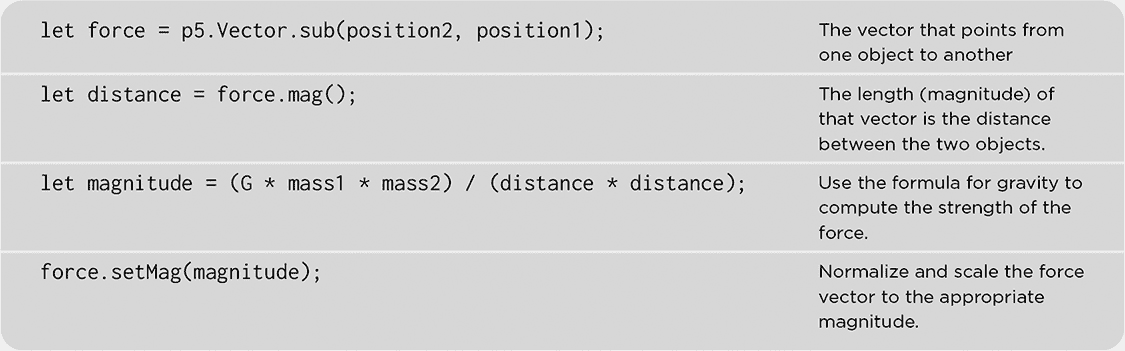 let force = p5.Vector.sub(position2, position1);
The vector that points from
one object to another
let distance = force.mag();
The length (magnitude) of
that vector is the distance
between the two objects.
let magnitude = (G * mass1 * mass2) / (distance * distance);
Use the formula for gravity to
compute the strength of the
force.
force.setMag(magnitude);
Normalize and scale the force
vector to the appropriate
magnitude.